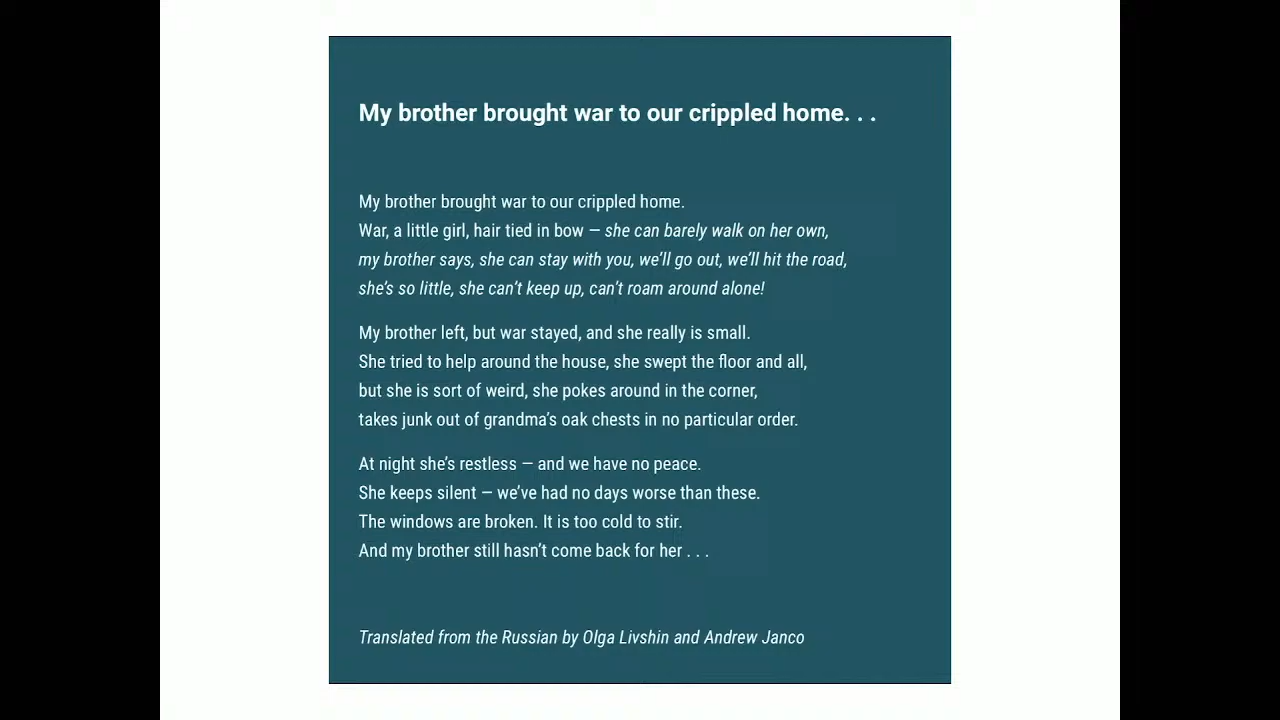 My brother brought war to our crippled home. . .
My brother brought war to our crippled home.
War, a little girl, hair tied in bow — she can barely walk on her own,
my brother says, she can stay with you, we’ll go out, we’ll hit the road,
she’s so little, she can’t keep up, can’t roam around alone!
My brother left, but war stayed, and she really is small.
She tried to help around the house, she swept the floor and all,
but she is sort of weird, she pokes around in the corner,
takes junk out of grandma’s oak chests in no particular order.
At night she’s restless — and we have no peace.
She keeps silent — we’ve had no days worse than these.
The windows are broken. It is too cold to stir.
And my brother still hasn’t come back for her . . .
Translated from the Russian by Olga Livshin and Andrew Janco